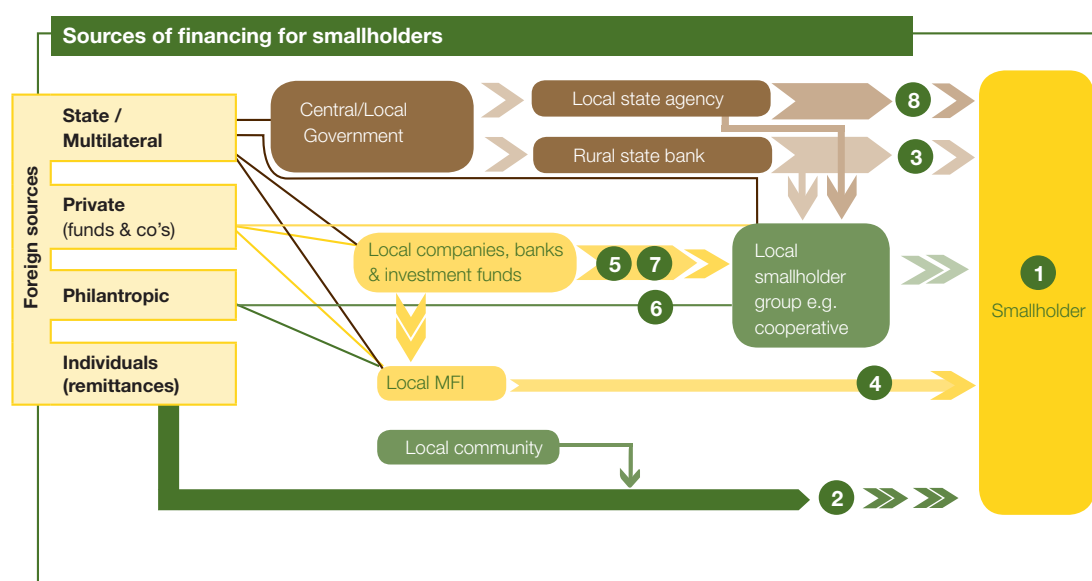 Sources of financing for smallholders
Foreign sources
State /
Multilateral
Private
(funds & co's)
Philantropic
Individuals
(remittances)
Central/Local
Government
Local state agency
Rural state bank
8
3
Local companies, banks
& investment funds
5
7
6
Local
smallholder
group e.g.
cooperative
Local MFI
4
Local community
2
1
Smallholder